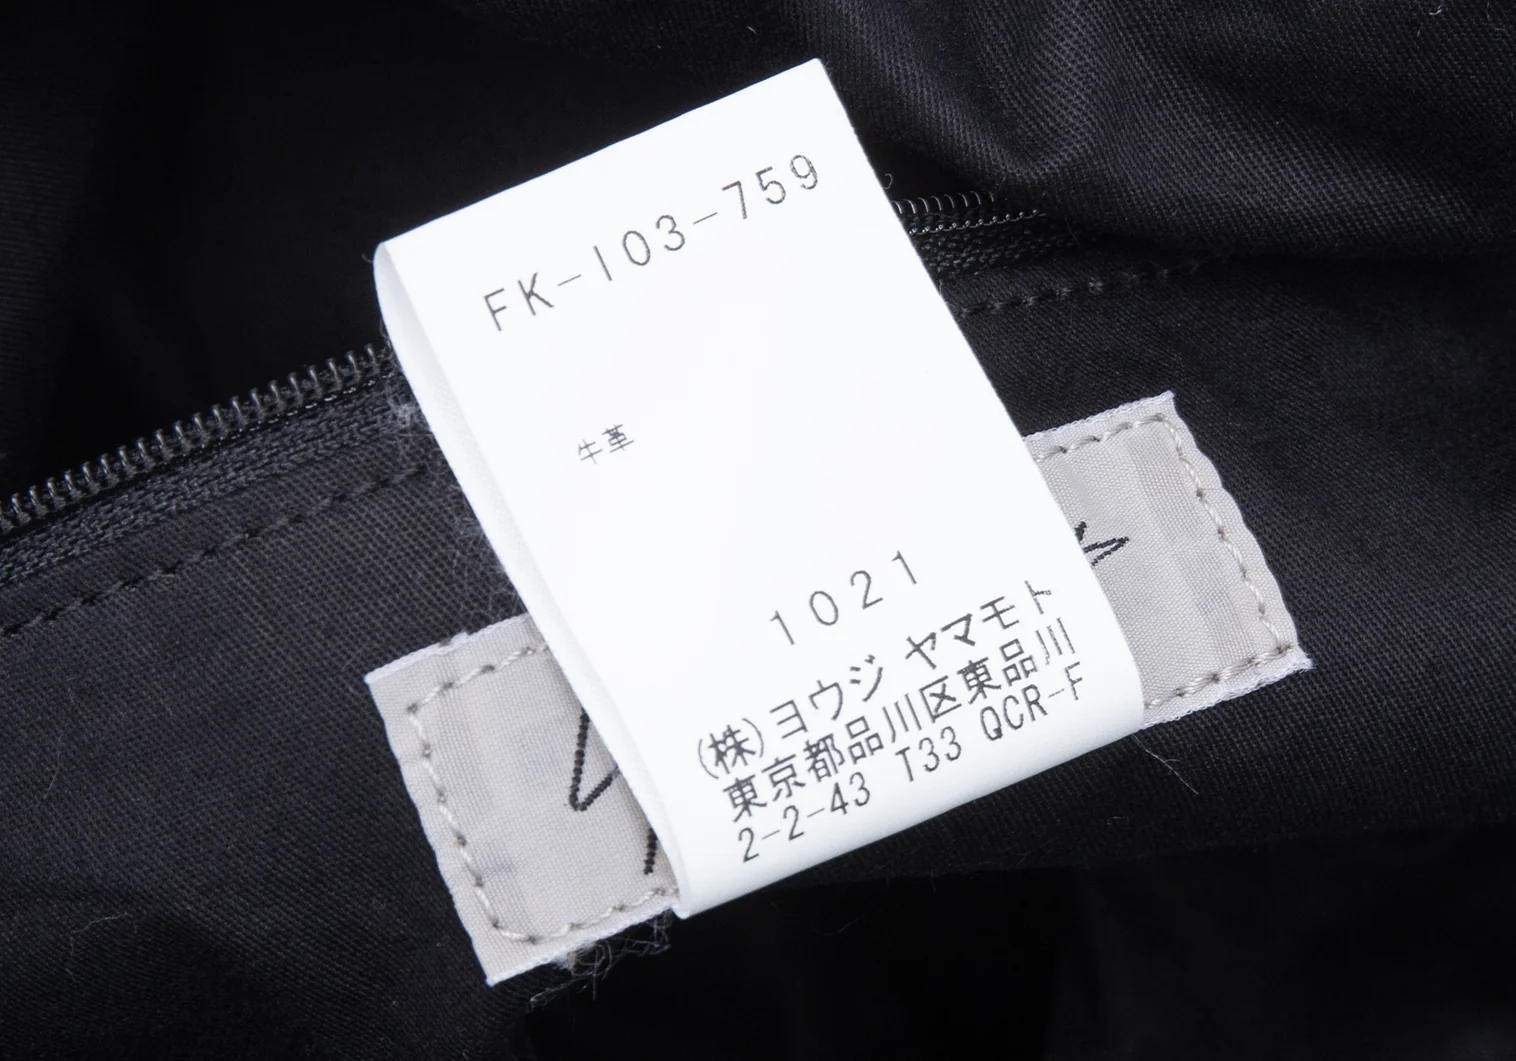 FK-I03-759
牛革
1021
(株)ヨウジ ヤマモト
東京都品川区東品川
2-2-43 T33 QCR-F